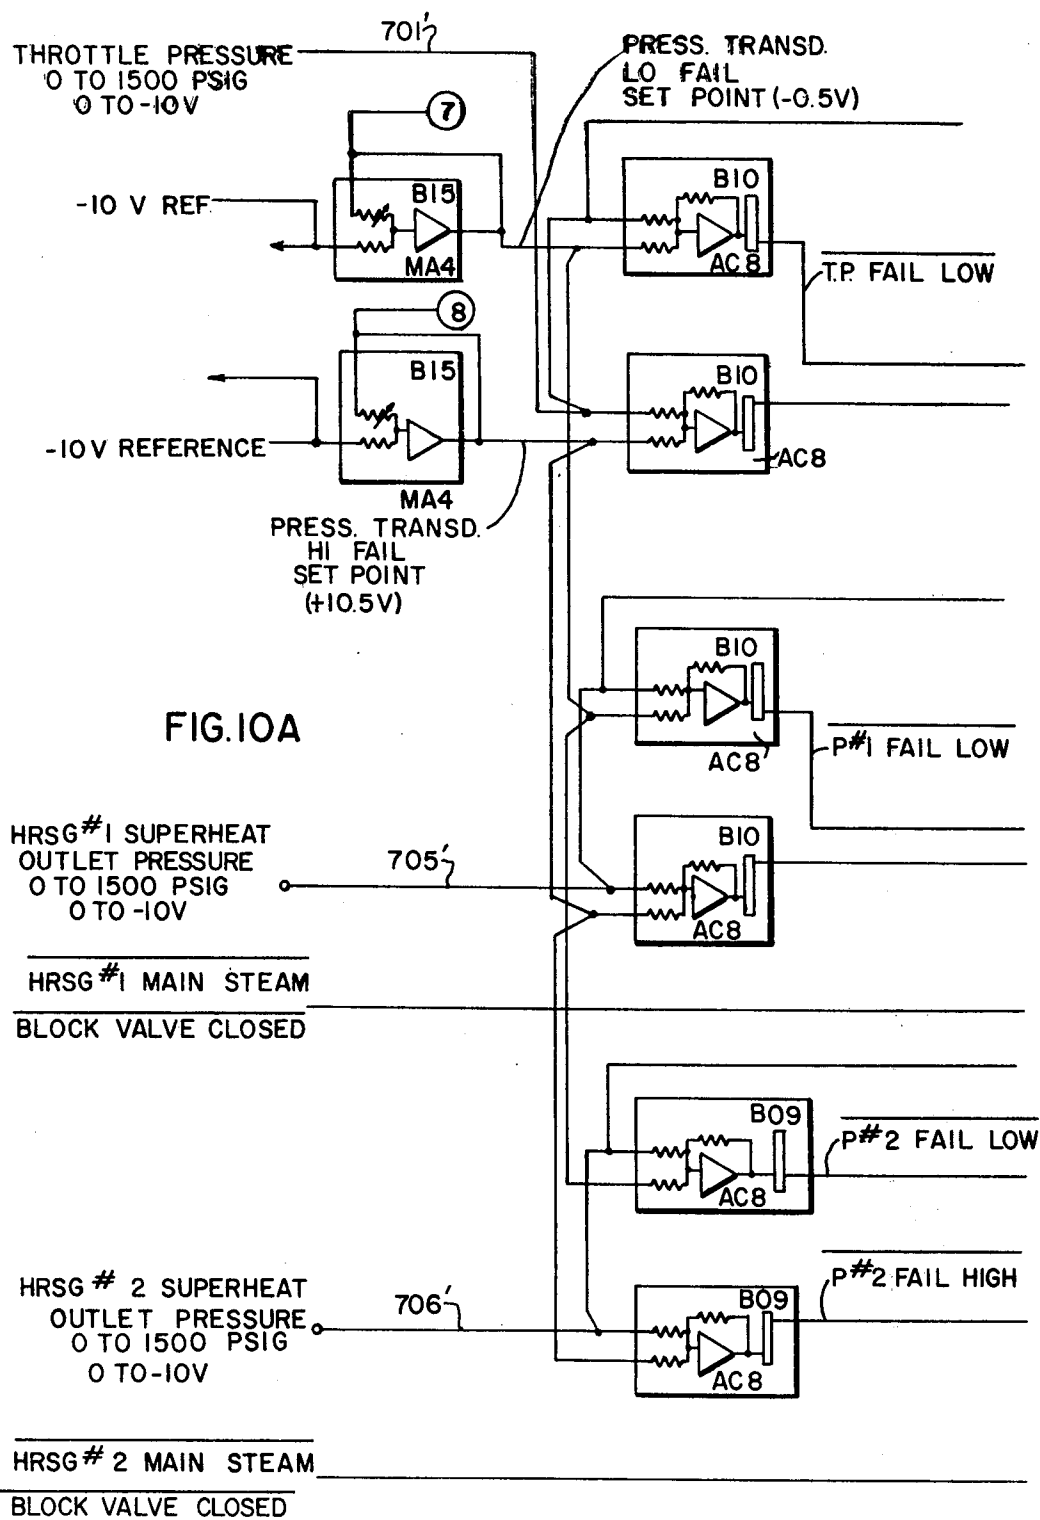 701'
THROTTLE PRESSURE
0 TO 1500 PSIG
0 TO -10V
PRESS. TRANSD.
LO FAIL
SET POINT (-0.5V)
7
B15
-10 V REF.
MA4
B10
AC8
T.P. FAIL LOW
8
B15
-10V REFERENCE
MA4
B10
AC8
PRESS. TRANSD.
HI FAIL
SET POINT
(+10.5V)
B10
AC8
P#1 FAIL LOW
FIG.10A
HRSG #1 SUPERHEAT
OUTLET PRESSURE
0 TO 1500 PSIG
0 TO -10V
705'
B10
AC8
HRSG #1 MAIN STEAM
BLOCK VALVE CLOSED
B09
AC8
P#2 FAIL LOW
HRSG # 2 SUPERHEAT
OUTLET PRESSURE
0 TO 1500 PSIG
0 TO -10V
706'
B09
AC8
P#2 FAIL HIGH
HRSG # 2 MAIN STEAM
BLOCK VALVE CLOSED